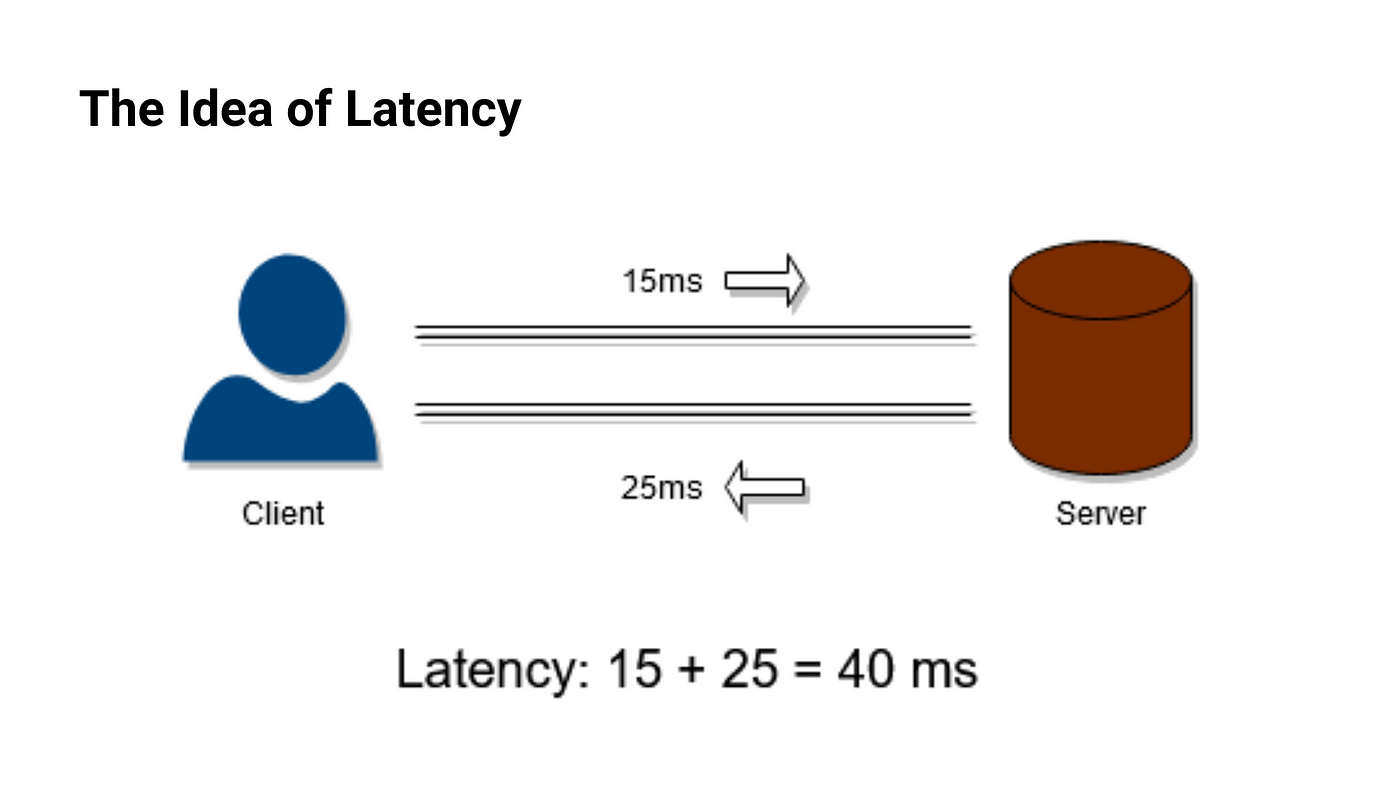 The Idea of Latency
15ms
25ms
Client
Server
Latency: 15 + 25 = 40 ms